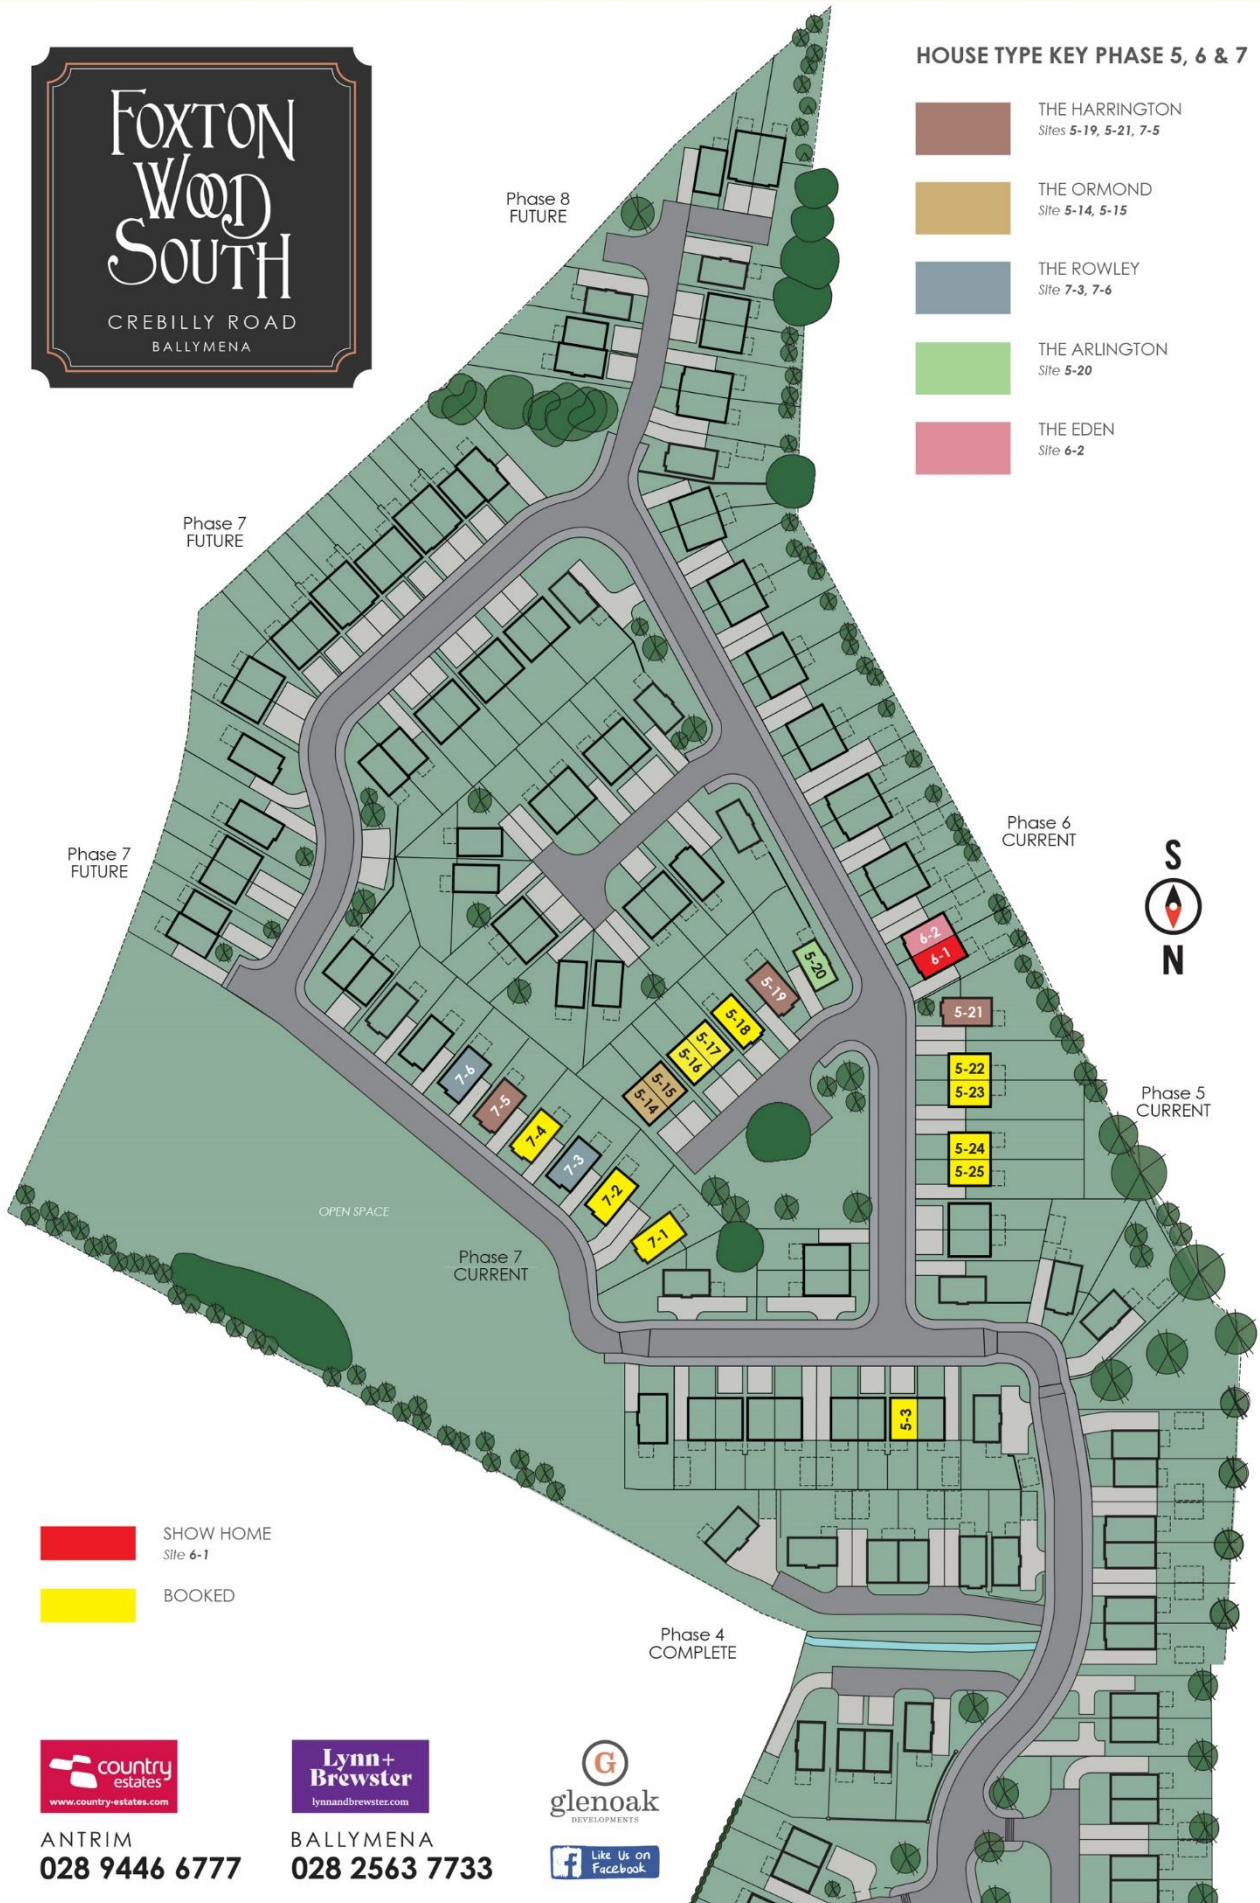 FOXTON
WOOD
SOUTH
CREBILLY ROAD
BALLYMENA
HOUSE TYPE KEY PHASE 5, 6 & 7
THE HARRINGTON
Sites 5-19, 5-21, 7-5
THE ORMOND
Site 5-14, 5-15
THE ROWLEY
Site 7-3, 7-6
THE ARLINGTON
Site 5-20
THE EDEN
Site 6-2
Phase 8
FUTURE
Phase 7
FUTURE
Phase 7
FUTURE
Phase 6
CURRENT
S
N
6-2
6-1
5-20
5-19
5-21
5-18
5-17
5-16
5-15
5-14
5-22
5-23
5-24
5-25
Phase 5
CURRENT
7-6
7-5
7-4
7-3
7-2
7-1
OPEN SPACE
Phase 7
CURRENT
5-3
SHOW HOME
Site 6-1
BOOKED
Phase 4
COMPLETE
country
estates
www.country-estates.com
ANTRIM
028 9446 6777
Lynn+
Brewster
lynnandbrewster.com
BALLYMENA
028 2563 7733
G
glenoak
DEVELOPMENTS
f
Like Us on
Facebook